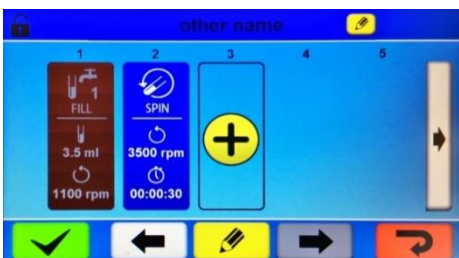 other name
1 2 3 4 5
1
FILL
3.5 ml
1100 rpm
SPIN
3500 rpm
00:00:30